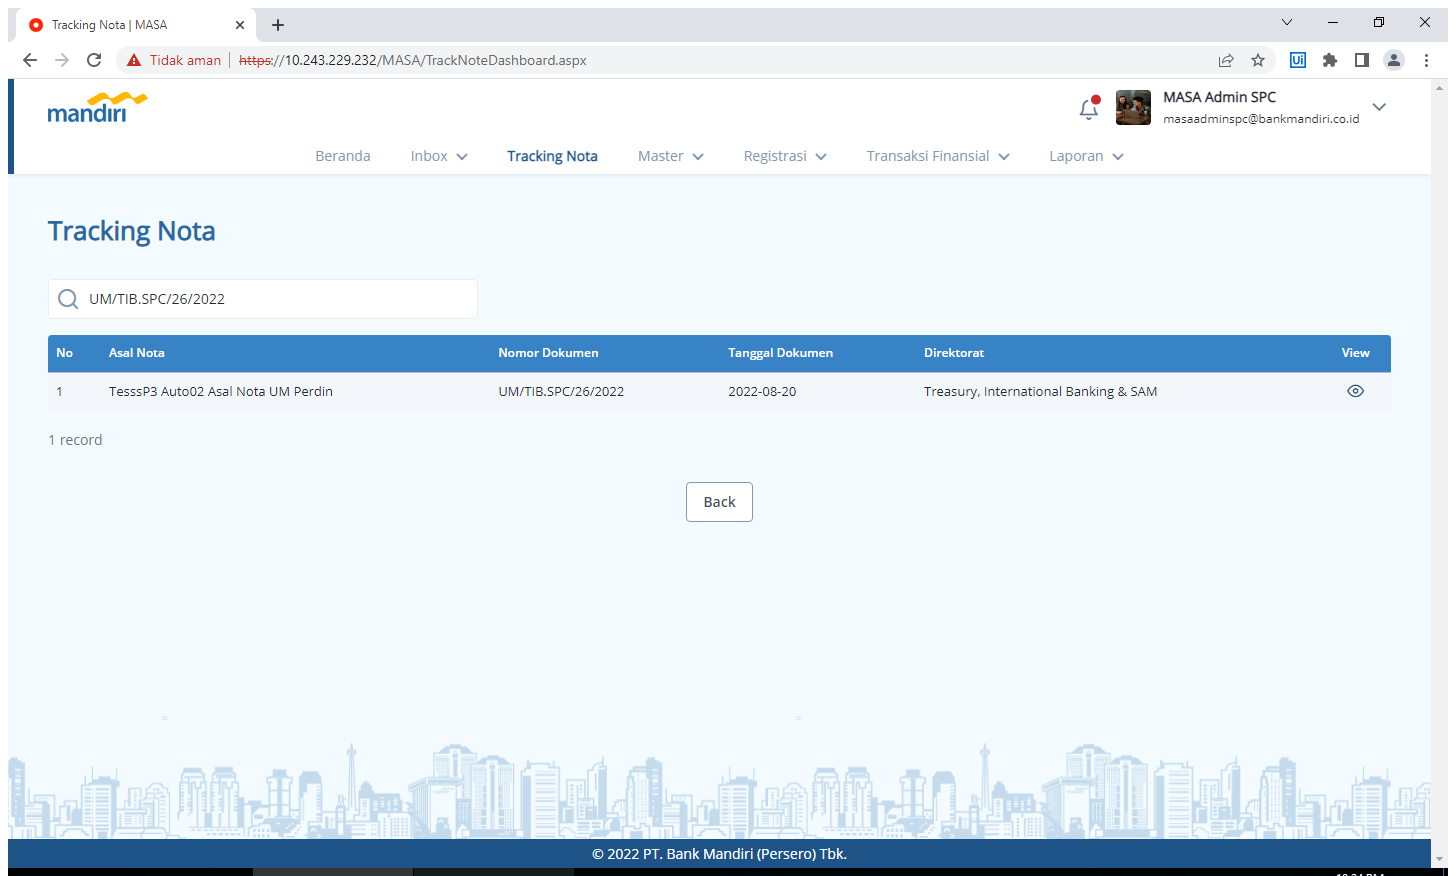 Tracking Nota | MASA
Tidak aman https://10.243.229.232/MASA/TrackNoteDashboard.aspx
Ui
mandiri
MASA Admin SPC
masaadminspc@bankmandiri.co.id
Beranda Inbox Tracking Nota Master Registrasi Transaksi Finansial Laporan
Tracking Nota
UM/TIB.SPC/26/2022
No Asal Nota Nomor Dokumen Tanggal Dokumen Direktorat View
1 TesssP3 Auto02 Asal Nota UM Perdin UM/TIB.SPC/26/2022 2022-08-20 Treasury, International Banking & SAM
1 record
Back
© 2022 PT. Bank Mandiri (Persero) Tbk.